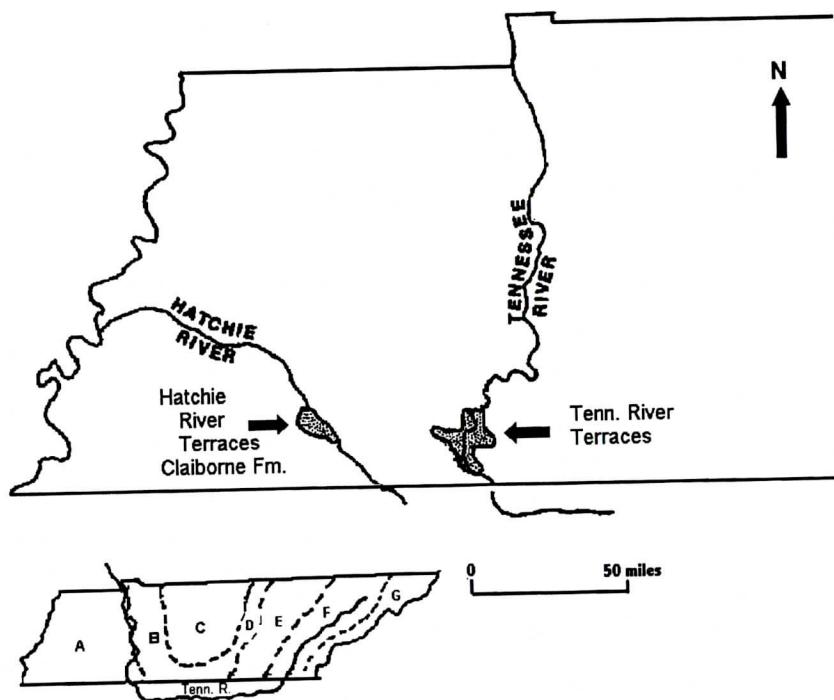 N
TENNESSEE
RIVER
HATCHIE
RIVER
Hatchie
River
Terraces
Claiborne Fm.
Tenn. River
Terraces
0 50 miles
A
B
C
D
E
F
G
Tenn. R.